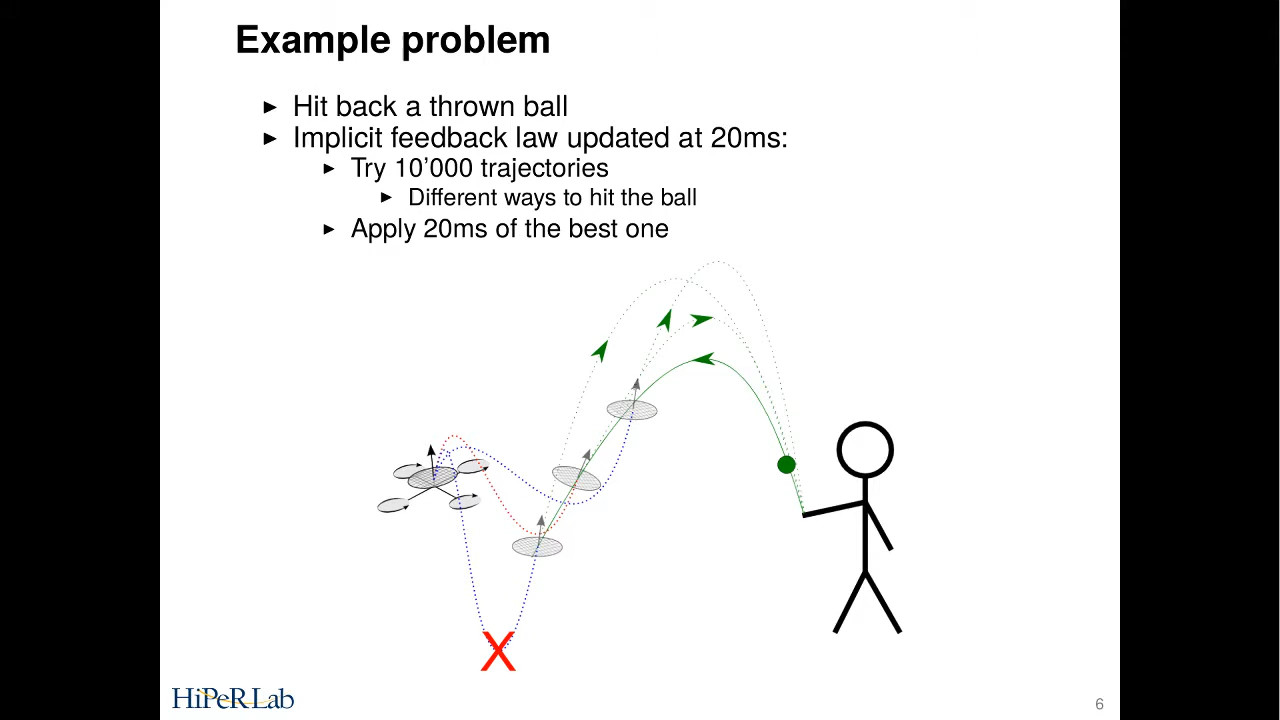 Example problem
Hit back a thrown ball
Implicit feedback law updated at 20ms:
Try 10'000 trajectories
Different ways to hit the ball
Apply 20ms of the best one
X
HiPeRLab
6